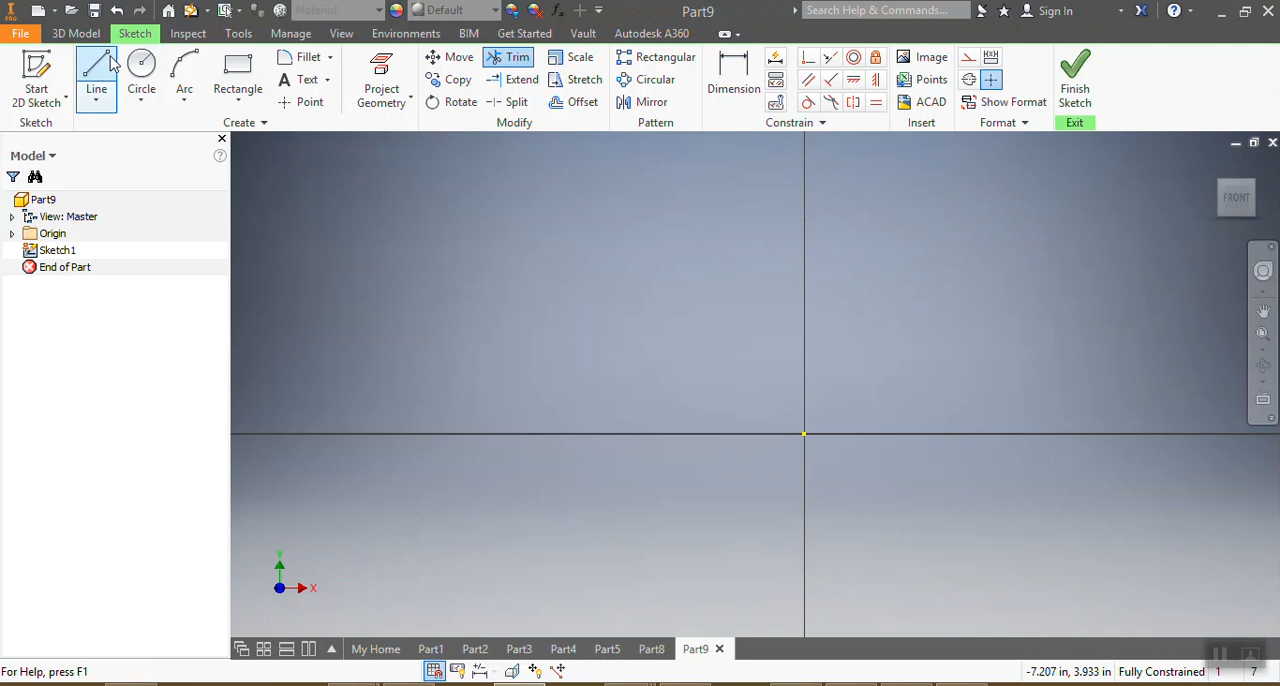 PRO Material Default fx Part9 Search Help & Commands... Sign In
File 3D Model Sketch Inspect Tools Manage View Environments BIM Get Started Vault Autodesk A360
Start 2D Sketch Line Circle Arc Rectangle Fillet Text Point Project Geometry Move Copy Rotate Trim Extend Split Scale Stretch Offset Rectangular Circular Mirror Dimension Image Points ACAD Show Format Finish Sketch
Sketch Create Modify Pattern Constrain Insert Format Exit
Model
Part9
View: Master
Origin
Sketch1
End of Part
FRONT
Y
X
My Home Part1 Part2 Part3 Part4 Part5 Part8 Part9
For Help, press F1 -7.207 in, 3.933 in Fully Constrained 1 7